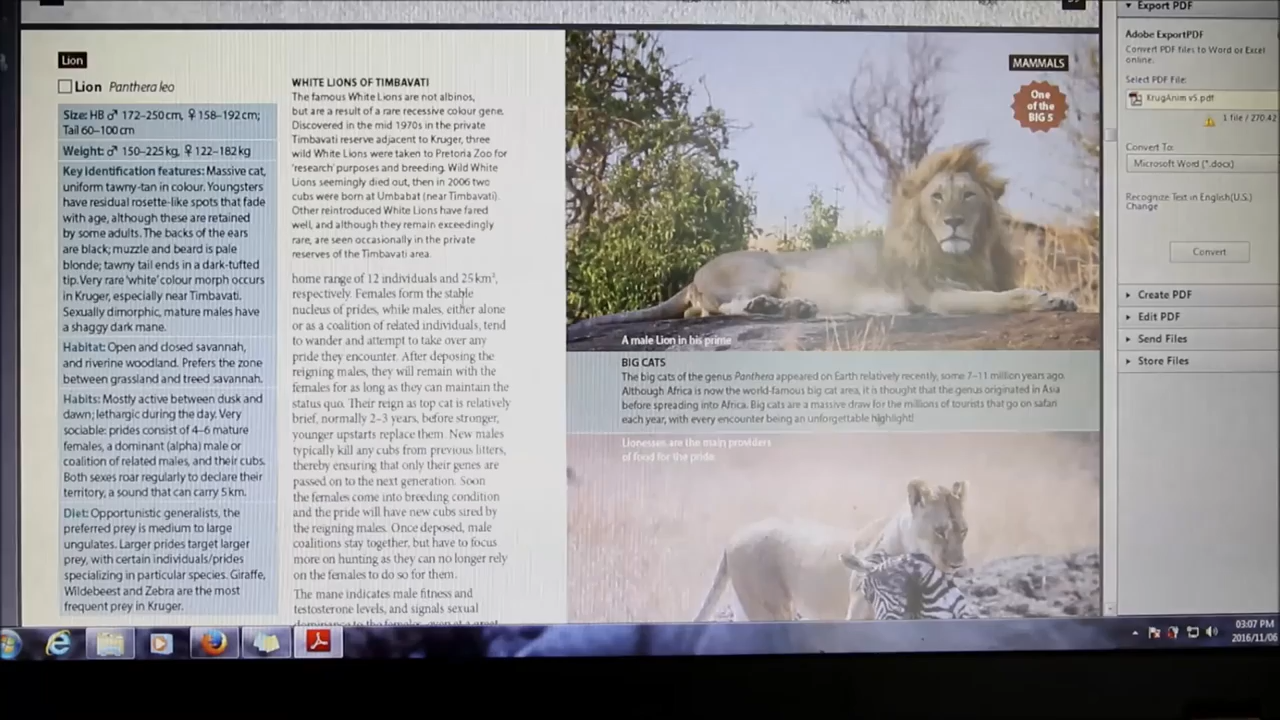 Lion
Lion Panthera leo
Size: HB ♂ 172–250 cm, ♀ 158–192 cm;
Tail 60–100 cm
Weight: ♂ 150–225 kg, ♀ 122–182 kg
Key Identification features: Massive cat,
uniform tawny-tan in colour. Youngsters
have residual rosette-like spots that fade
with age, although these are retained
by some adults. The backs of the ears
are black; muzzle and beard is pale
blonde; tawny tail ends in a dark-tufted
tip. Very rare 'white' colour morph occurs
in Kruger, especially near Timbavati.
Sexually dimorphic, mature males have
a shaggy dark mane.
Habitat: Open and closed savannah,
and riverine woodland. Prefers the zone
between grassland and treed savannah.
Habits: Mostly active between dusk and
dawn; lethargic during the day. Very
sociable: prides consist of 4–6 mature
females, a dominant (alpha) male or
coalition of related males, and their cubs.
Both sexes roar regularly to declare their
territory, a sound that can carry 5 km.
Diet: Opportunistic generalists, the
preferred prey is medium to large
ungulates. Larger prides target larger
prey, with certain individuals/prides
specializing in particular species. Giraffe,
Wildebeest and Zebra are the most
frequent prey in Kruger.
WHITE LIONS OF TIMBAVATI
The famous White Lions are not albinos,
but are a result of a rare recessive colour gene.
Discovered in the mid 1970s in the private
Timbavati reserve adjacent to Kruger, three
wild White Lions were taken to Pretoria Zoo for
'research' purposes and breeding. Wild White
Lions seemingly died out, then in 2006 two
cubs were born at Umbabat (near Timbavati).
Other reintroduced White Lions have fared
well, and although they remain exceedingly
rare, are seen occasionally in the private
reserves of the Timbavati area.
home range of 12 individuals and 25 km²,
respectively. Females form the stable
nucleus of prides, while males, either alone
or as a coalition of related individuals, tend
to wander and attempt to take over any
pride they encounter. After deposing the
reigning males, they will remain with the
females for as long as they can maintain the
status quo. Their reign as top cat is relatively
brief, normally 2–3 years, before stronger,
younger upstarts replace them. New males
typically kill any cubs from previous litters,
thereby ensuring that only their genes are
passed on to the next generation. Soon
the females come into breeding condition
and the pride will have new cubs sired by
the reigning males. Once deposed, male
coalitions stay together, but have to focus
more on hunting as they can no longer rely
on the females to do so for them.
The mane indicates male fitness and
testosterone levels, and signals sexual
MAMMALS
One
of the
BIG 5
A male Lion in his prime
BIG CATS
The big cats of the genus Panthera appeared on Earth relatively recently, some 7–11 million years ago.
Although Africa is now the world-famous big cat area, it is thought that the genus originated in Asia
before spreading into Africa. Big cats are a massive draw for the millions of tourists that go on safari
each year, with every encounter being an unforgettable highlight!
Lionesses are the main providers
of food for the pride
Export PDF
Adobe ExportPDF
Convert PDF files to Word or Excel
online.
Select PDF File:
KrugAnim v5.pdf
1 file / 270.42
Convert To:
Microsoft Word (*.docx)
Recognize Text in English(U.S.)
Change
Convert
Create PDF
Edit PDF
Send Files
Store Files
03:07 PM
2016/11/06